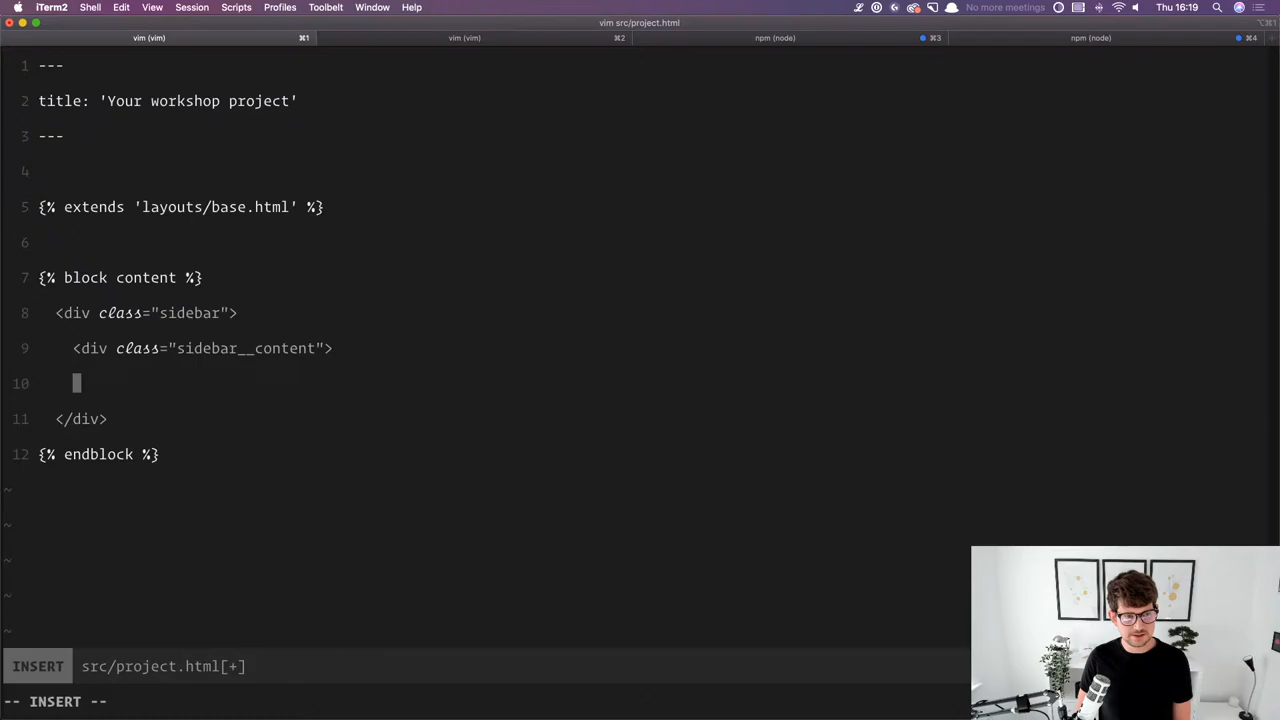 iTerm2 Shell Edit View Session Scripts Profiles Toolbelt Window Help No more meetings Thu 16:19
vim src/project.html ⌥⌘1
vim (vim) ⌘1 vim (vim) ⌘2 npm (node) ⌘3 npm (node) ⌘4
1 ---
2 title: 'Your workshop project'
3 ---
4
5 {% extends 'layouts/base.html' %}
6
7 {% block content %}
8 <div class="sidebar">
9 <div class="sidebar__content">
10
11 </div>
12 {% endblock %}
~
~
~
~
~
INSERT src/project.html[+]
-- INSERT --